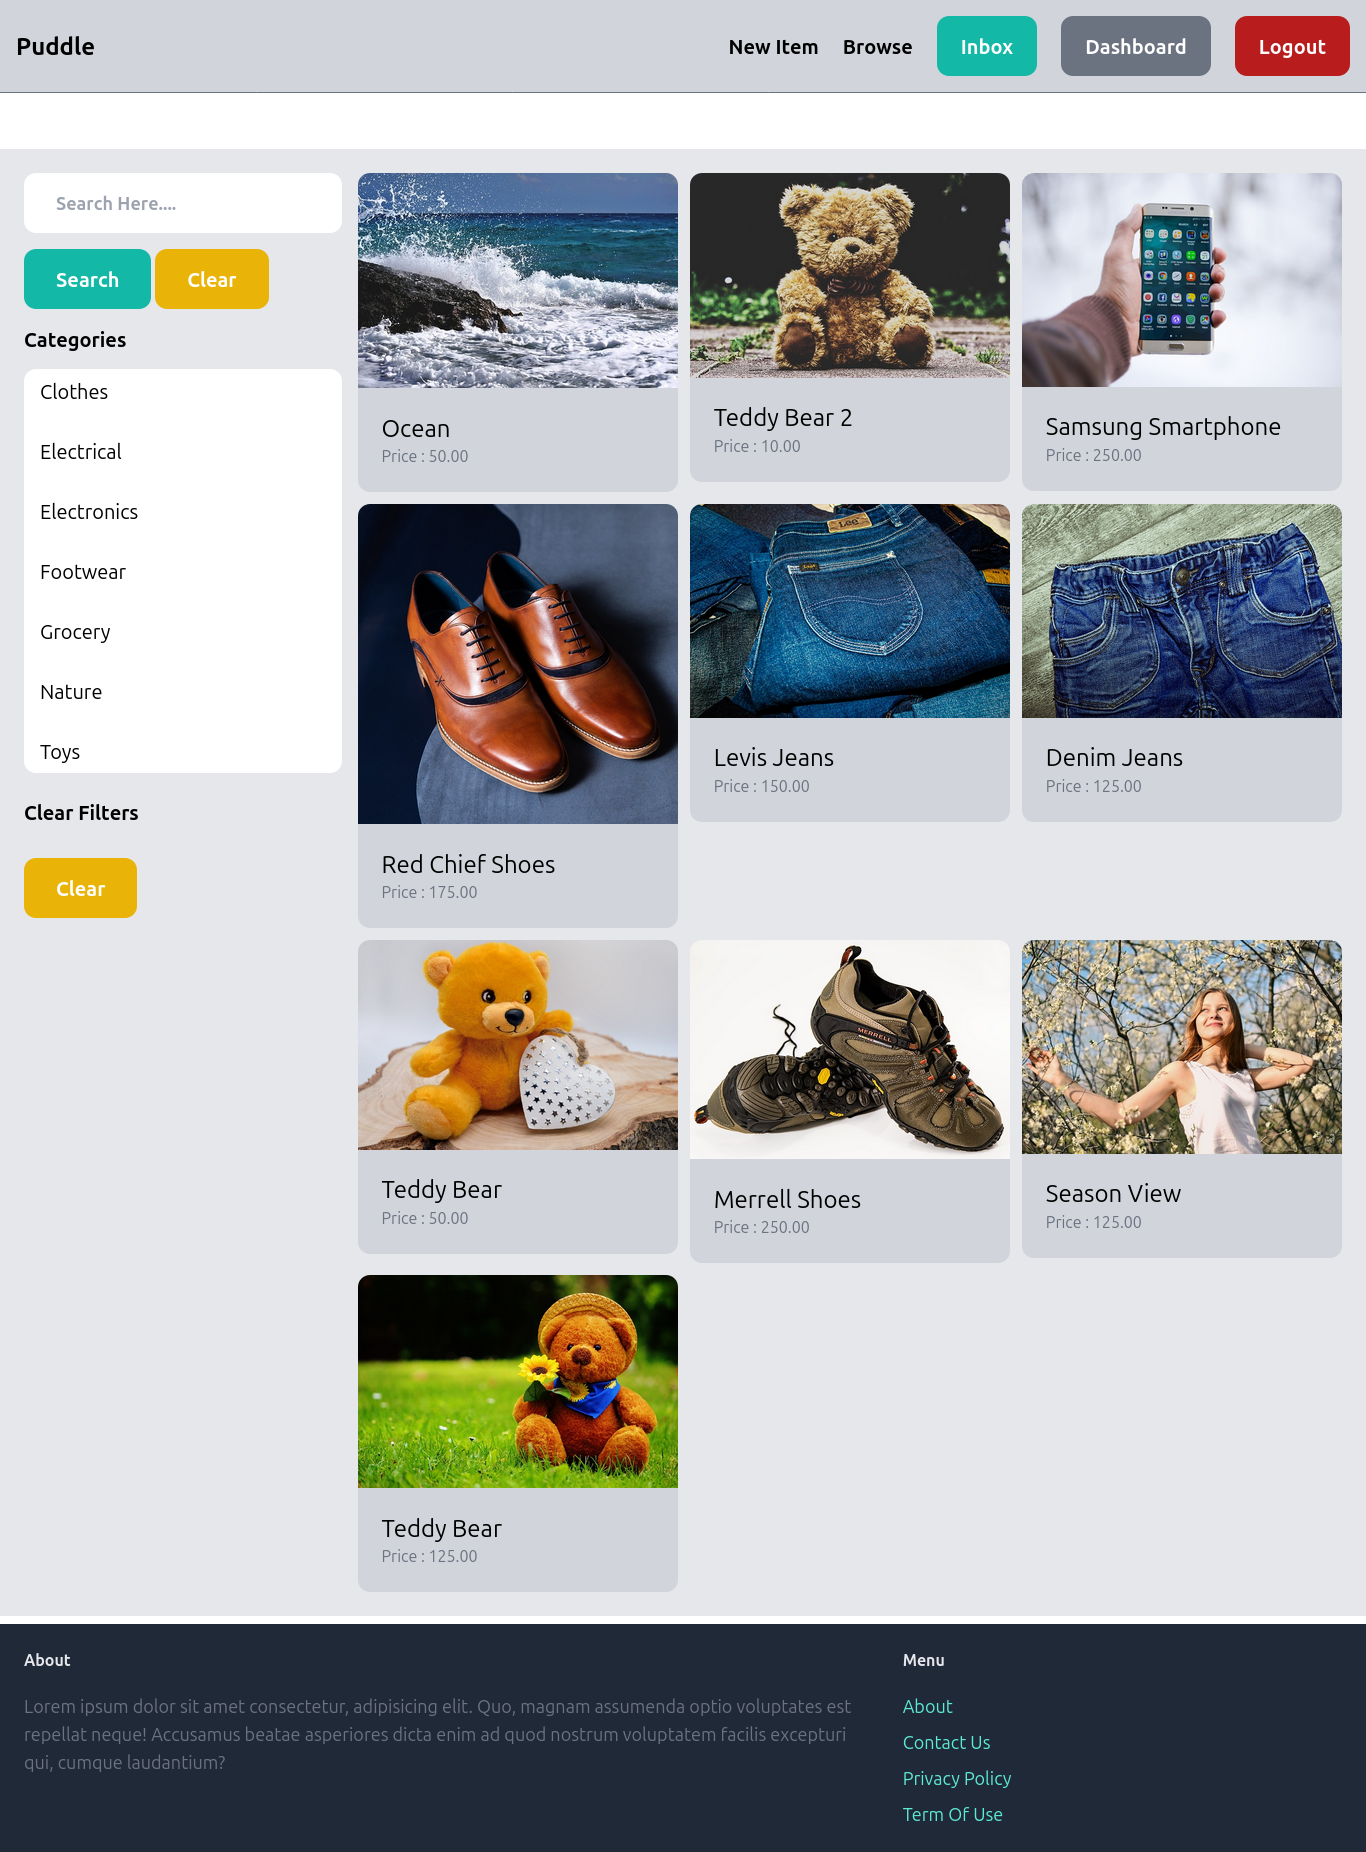 Puddle
New Item
Browse
Inbox
Dashboard
Logout
Search Here....
Search
Clear
Categories
Clothes
Electrical
Electronics
Footwear
Grocery
Nature
Toys
Clear Filters
Clear
Ocean
Price : 50.00
Teddy Bear 2
Price : 10.00
Samsung Smartphone
Price : 250.00
Red Chief Shoes
Price : 175.00
Lee
Levis Jeans
Price : 150.00
Denim Jeans
Price : 125.00
Teddy Bear
Price : 50.00
MERRELL
Merrell Shoes
Price : 250.00
Season View
Price : 125.00
Teddy Bear
Price : 125.00
About
Lorem ipsum dolor sit amet consectetur, adipisicing elit. Quo, magnam assumenda optio voluptates est
repellat neque! Accusamus beatae asperiores dicta enim ad quod nostrum voluptatem facilis excepturi
qui, cumque laudantium?
Menu
About
Contact Us
Privacy Policy
Term Of Use